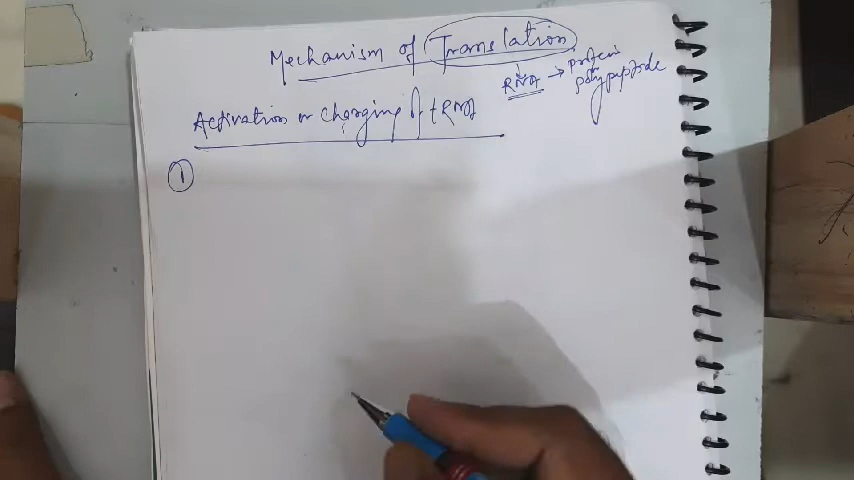 Mechanism of Translation
RNA → Protein
polypeptide
Activation or Charging of tRNA
1